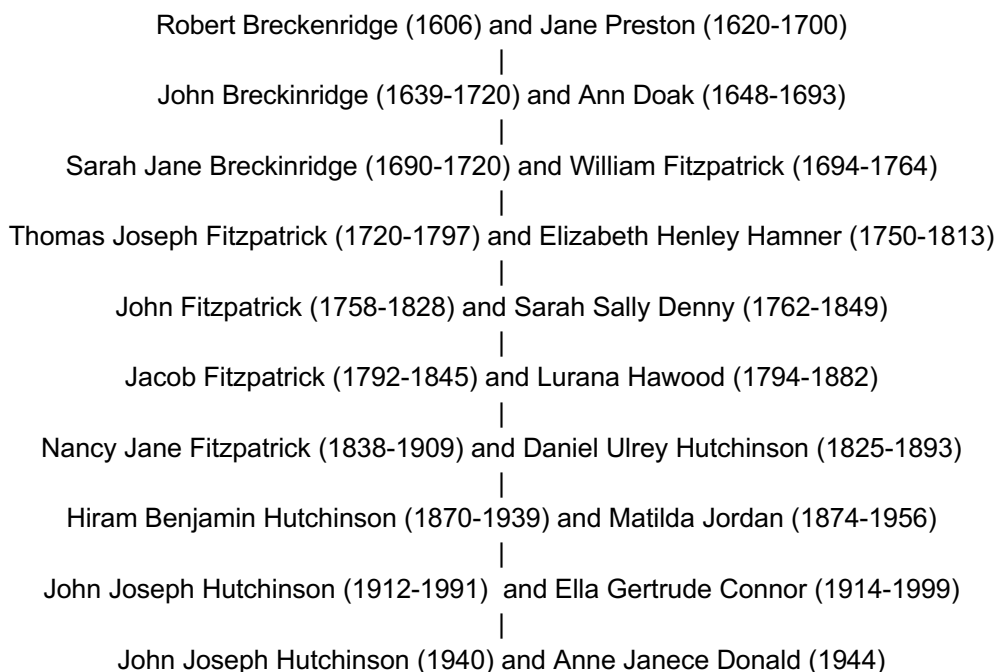 Robert Breckenridge (1606) and Jane Preston (1620-1700)
|
John Breckinridge (1639-1720) and Ann Doak (1648-1693)
|
Sarah Jane Breckinridge (1690-1720) and William Fitzpatrick (1694-1764)
|
Thomas Joseph Fitzpatrick (1720-1797) and Elizabeth Henley Hamner (1750-1813)
|
John Fitzpatrick (1758-1828) and Sarah Sally Denny (1762-1849)
|
Jacob Fitzpatrick (1792-1845) and Lurana Hawood (1794-1882)
|
Nancy Jane Fitzpatrick (1838-1909) and Daniel Ulrey Hutchinson (1825-1893)
|
Hiram Benjamin Hutchinson (1870-1939) and Matilda Jordan (1874-1956)
|
John Joseph Hutchinson (1912-1991) and Ella Gertrude Connor (1914-1999)
|
John Joseph Hutchinson (1940) and Anne Janece Donald (1944)